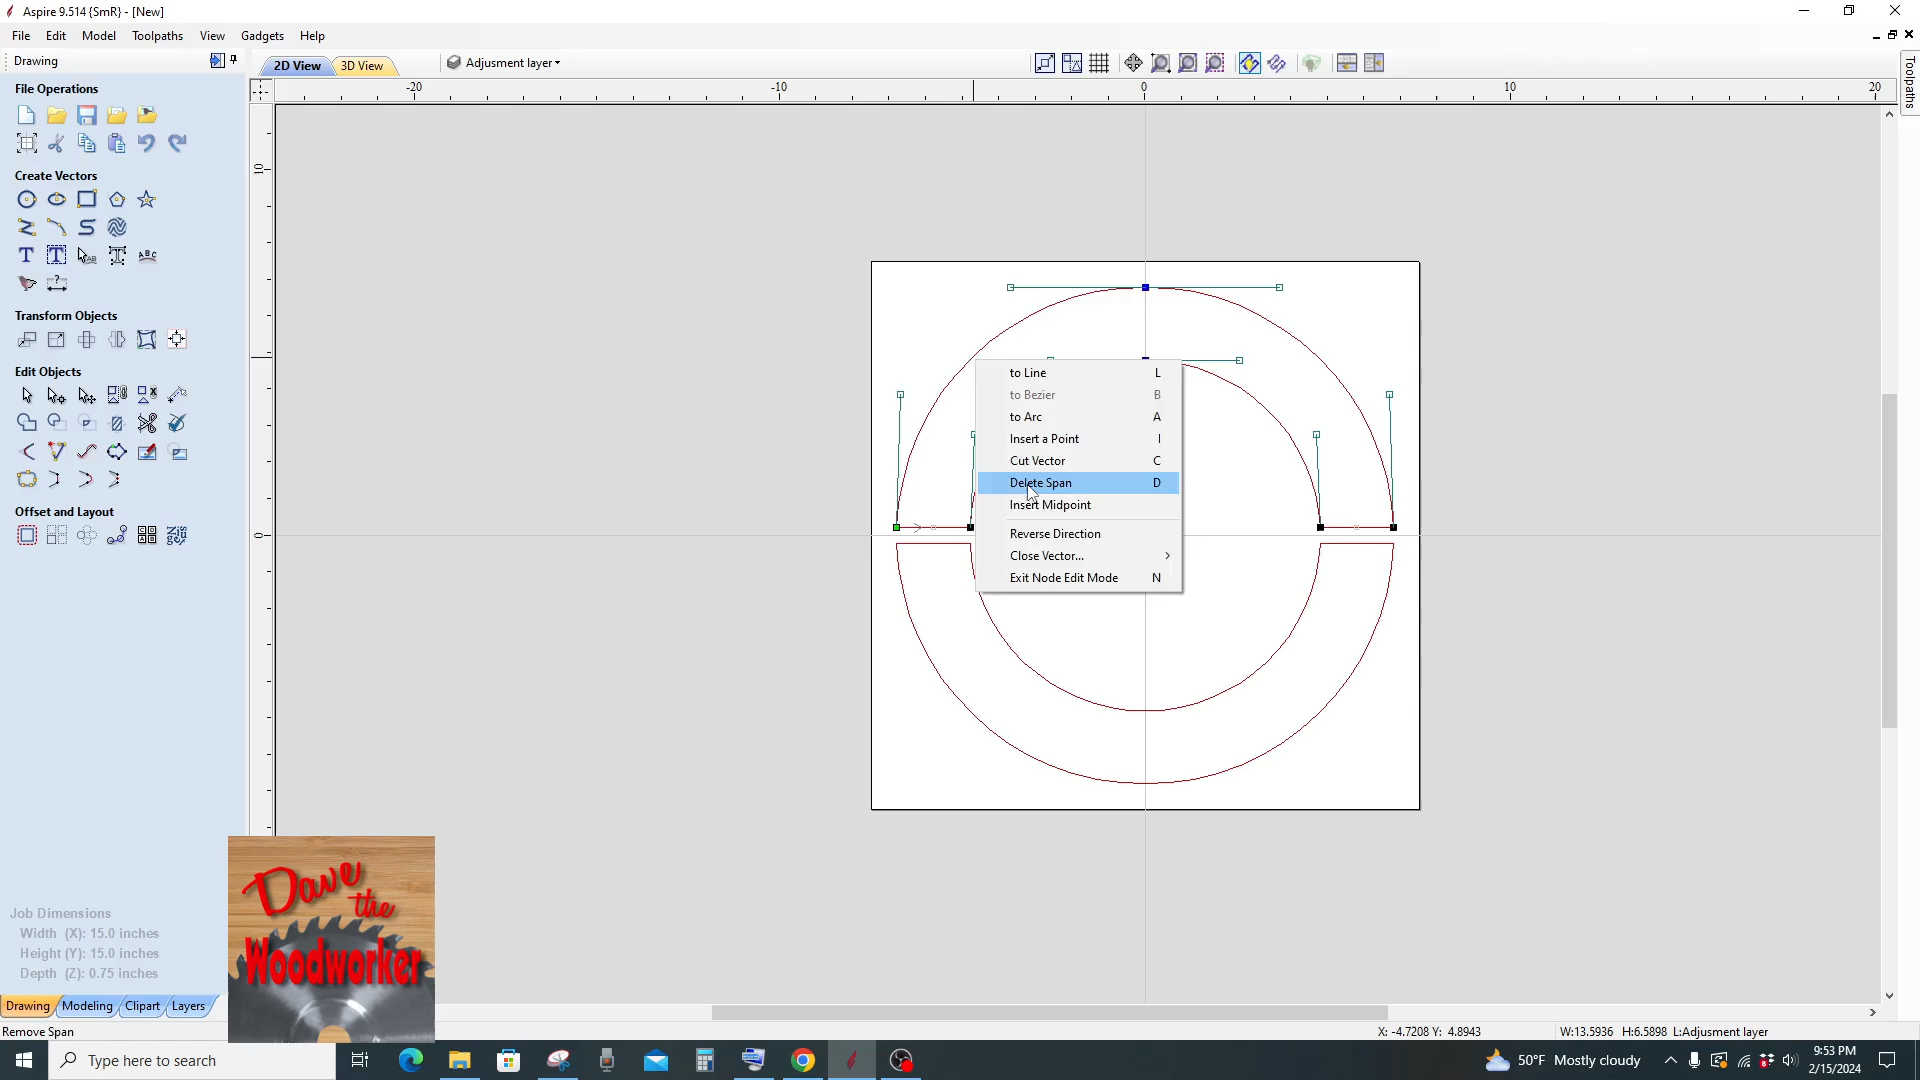 Aspire 9.514 {SmR} - [New]
File Edit Model Toolpaths View Gadgets Help
Drawing
2D View 3D View Adjusment layer
Toolpaths
File Operations
-20 -10 0 10 20
10
0
Create Vectors
Transform Objects
Edit Objects
Offset and Layout
to Line L
to Bezier B
to Arc A
Insert a Point I
Cut Vector C
Delete Span D
Insert Midpoint
Reverse Direction
Close Vector...
Exit Node Edit Mode N
Job Dimensions
Width (X): 15.0 inches
Height (Y): 15.0 inches
Depth (Z): 0.75 inches
Dave
the
Woodworker
Drawing Modeling Clipart Layers
Remove Span
X: -4.7208 Y: 4.8943
W:13.5936 H:6.5898 L:Adjusment layer
Type here to search
50°F Mostly cloudy
9:53 PM
2/15/2024